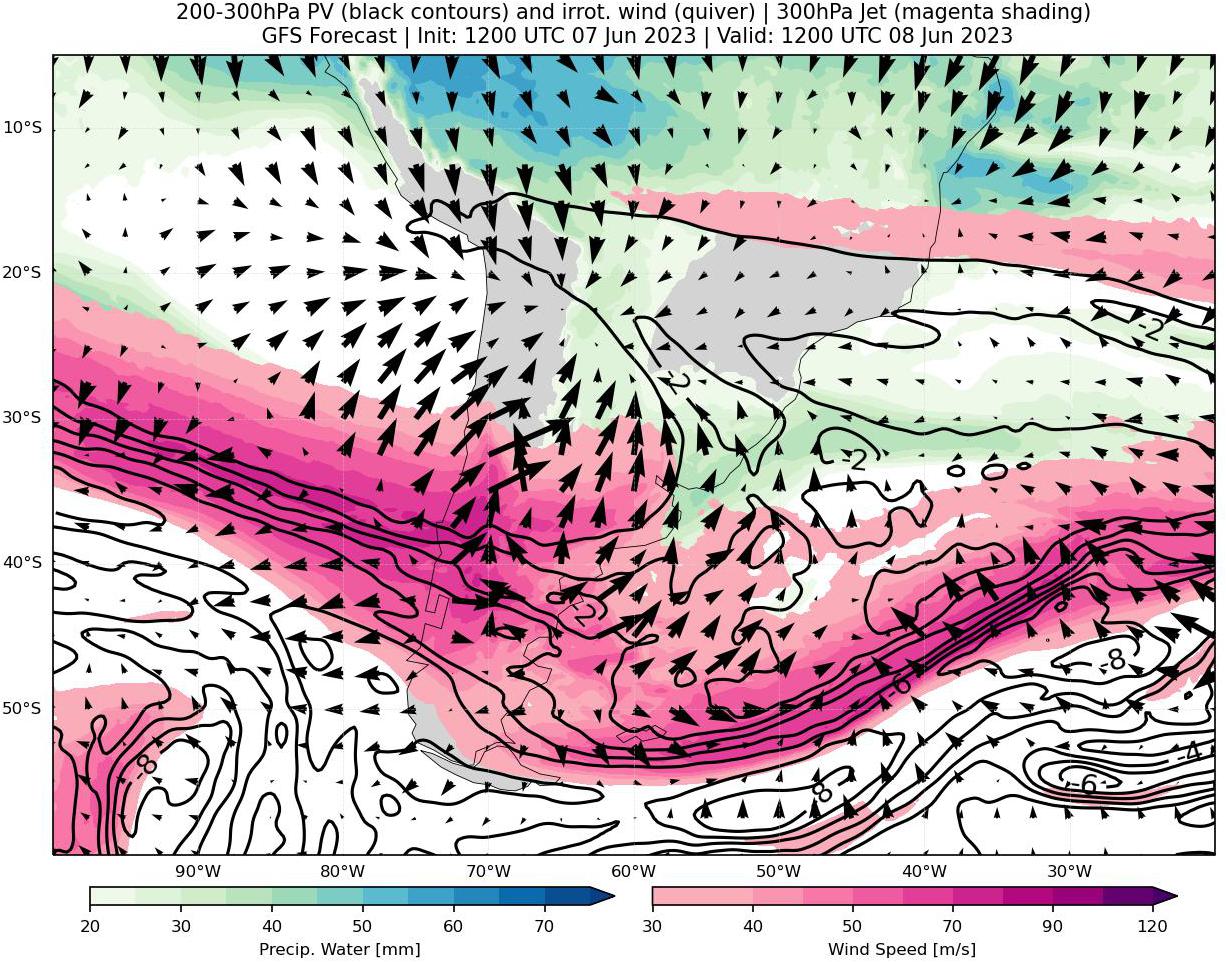 200-300hPa PV (black contours) and irrot. wind (quiver) | 300hPa Jet (magenta shading)
GFS Forecast | Init: 1200 UTC 07 Jun 2023 | Valid: 1200 UTC 08 Jun 2023
10°S
20°S
-2
-2
30°S
-2
40°S
-2
-8
-6
50°S
-8
-4
-6
-8
90°W 80°W 70°W 60°W 50°W 40°W 30°W
20 30 40 50 60 70 30 40 50 70 90 120
Precip. Water [mm] Wind Speed [m/s]